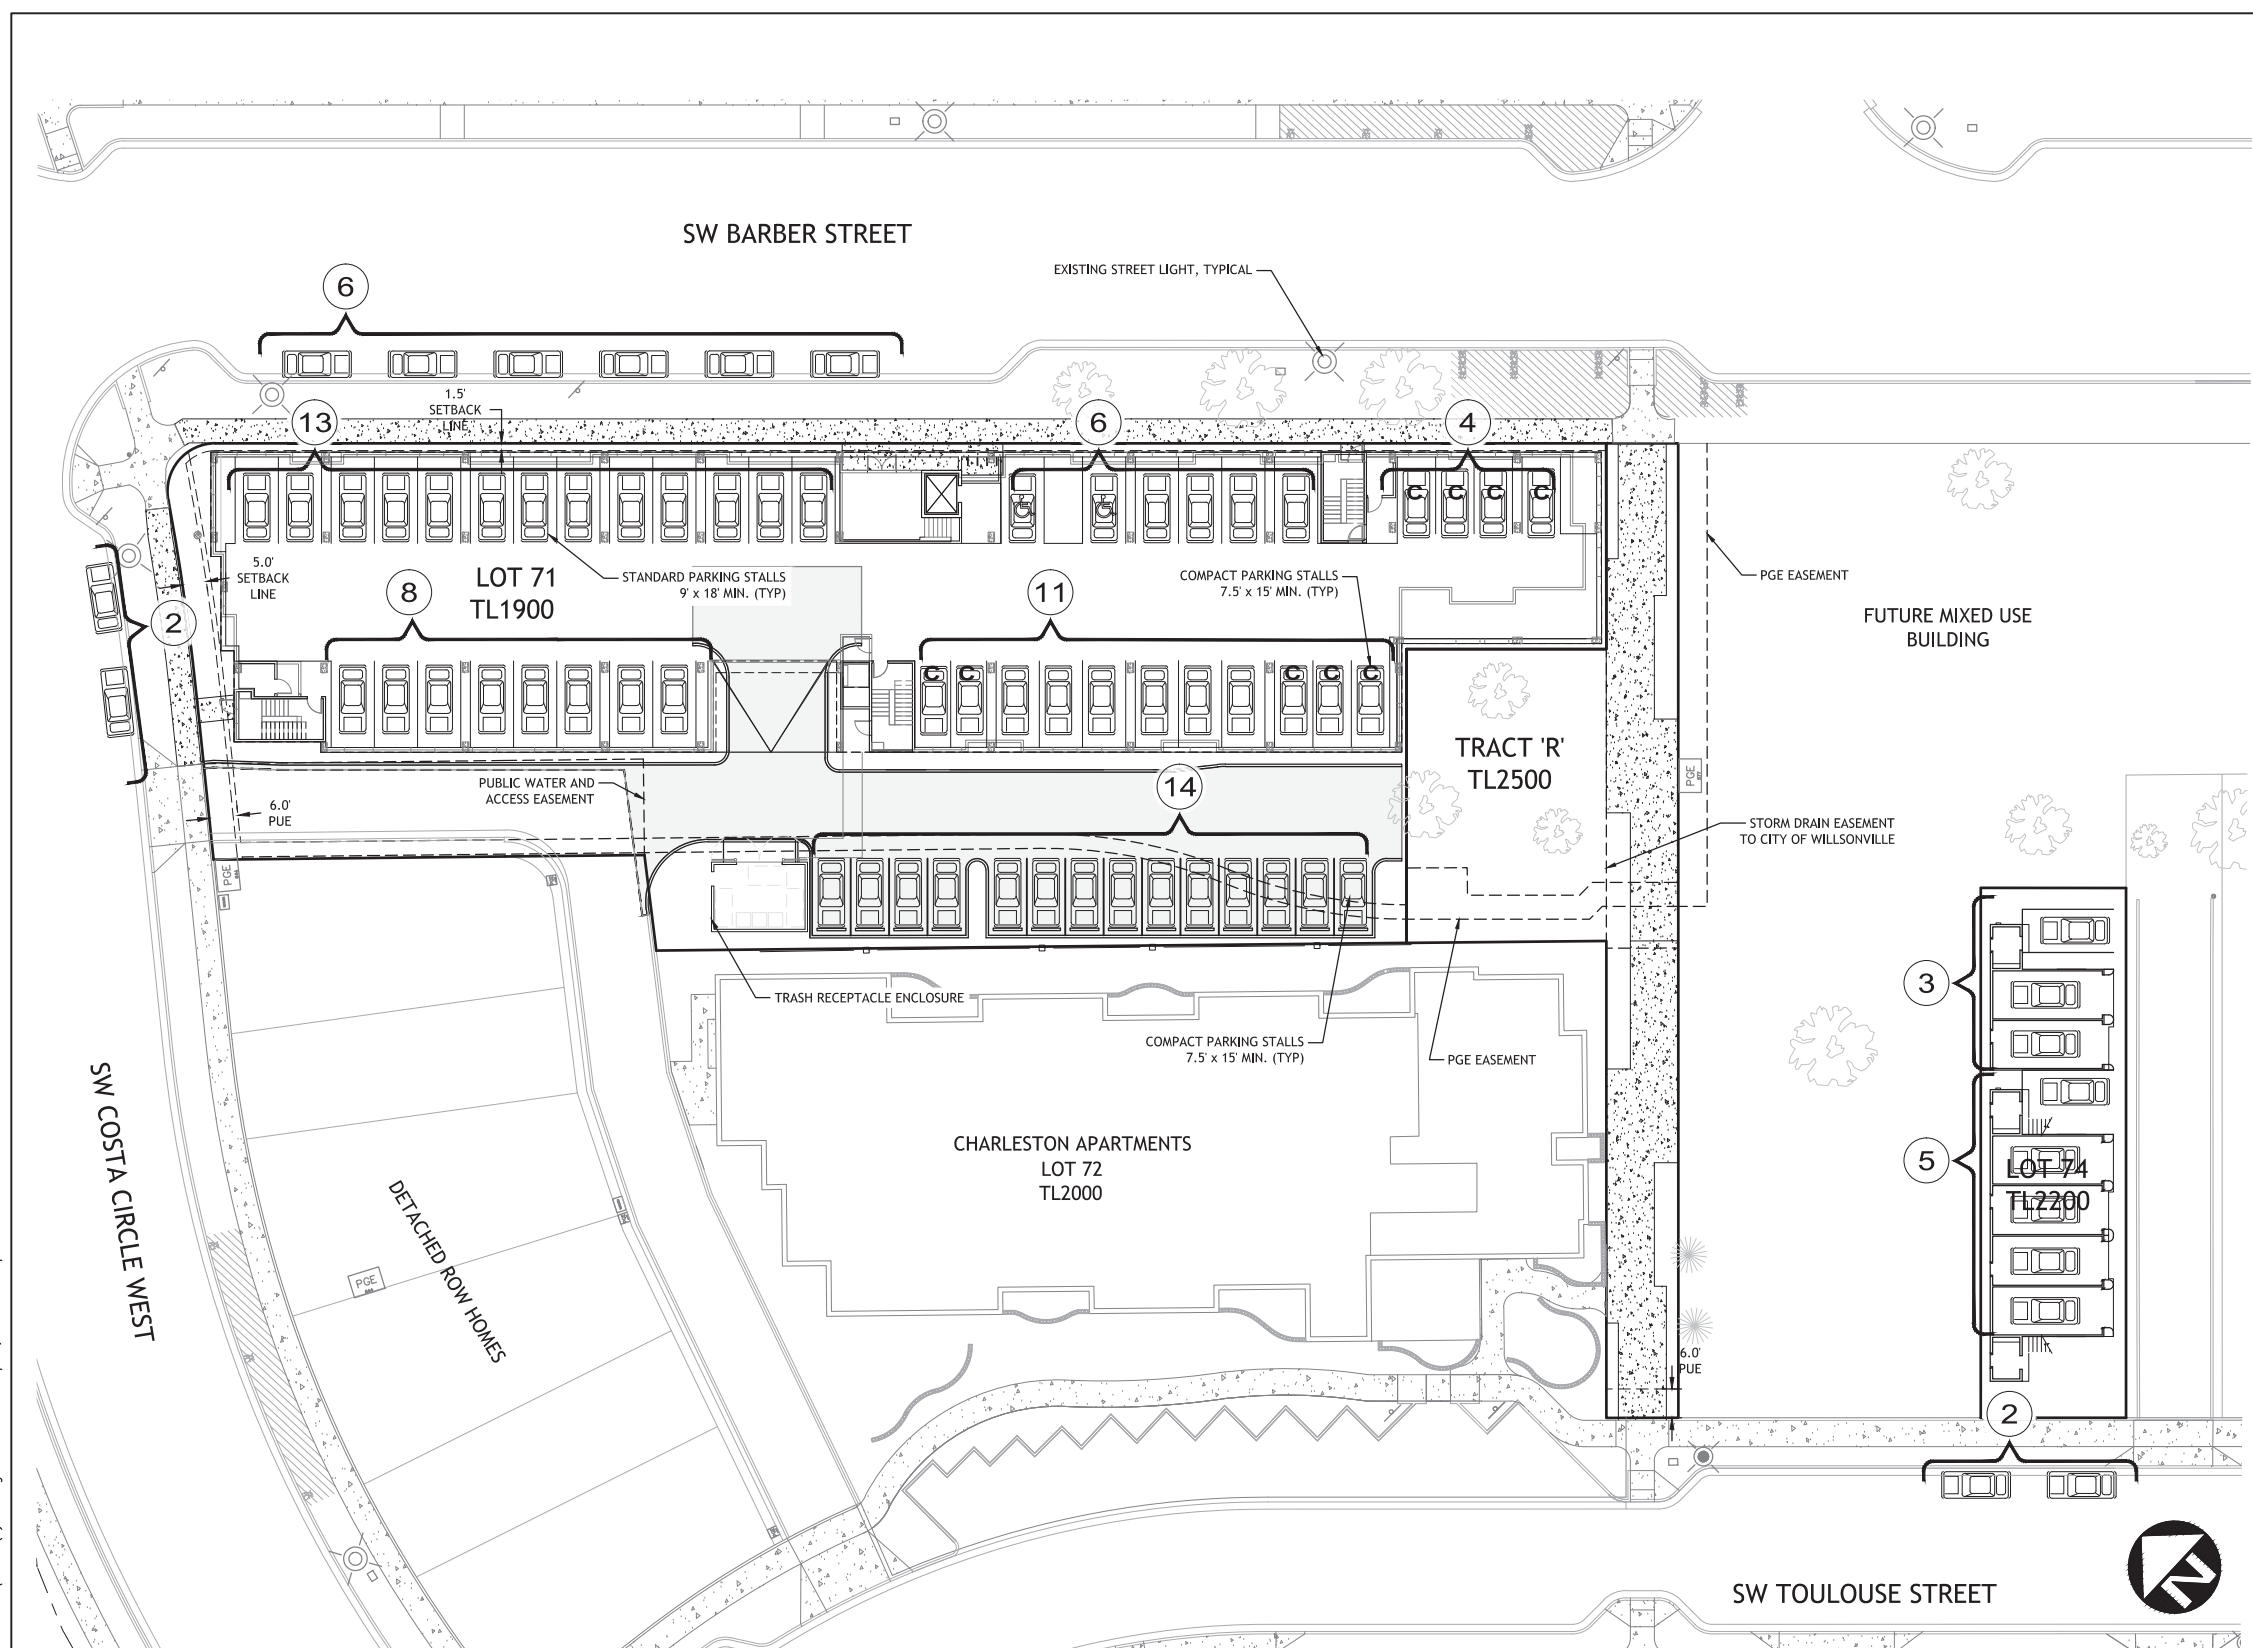 SW BARBER STREET
EXISTING STREET LIGHT, TYPICAL
6
1.5'
SETBACK
LINE
13
6
4
C C C C
5.0'
SETBACK
LINE
LOT 71
TL1900
STANDARD PARKING STALLS
9' x 18' MIN. (TYP)
COMPACT PARKING STALLS
7.5' x 15' MIN. (TYP)
PGE EASEMENT
8
11
2
FUTURE MIXED USE
BUILDING
C C C C C
TRACT 'R'
TL2500
PUBLIC WATER AND
ACCESS EASEMENT
14
PGE
6.0'
PUE
STORM DRAIN EASEMENT
TO CITY OF WILLSONVILLE
PGE
TRASH RECEPTACLE ENCLOSURE
3
COMPACT PARKING STALLS
7.5' x 15' MIN. (TYP)
PGE EASEMENT
SW COSTA CIRCLE WEST
DETACHED ROW HOMES
PGE
CHARLESTON APARTMENTS
LOT 72
TL2000
5
LOT 74
TL2200
6.0'
PUE
2
SW TOULOUSE STREET
N